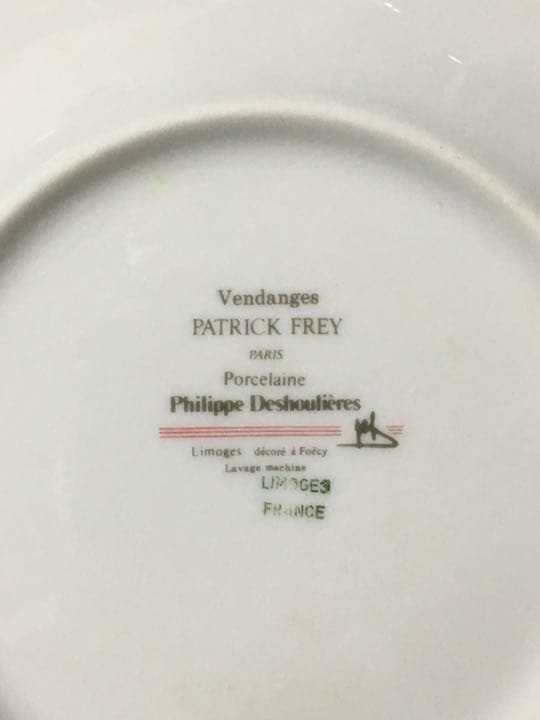 Vendanges
PATRICK FREY
PARIS
Porcelaine
Philippe Deshoulières
Limoges décoré à Foëcy
Lavage machine
LIMOGES
FRANCE